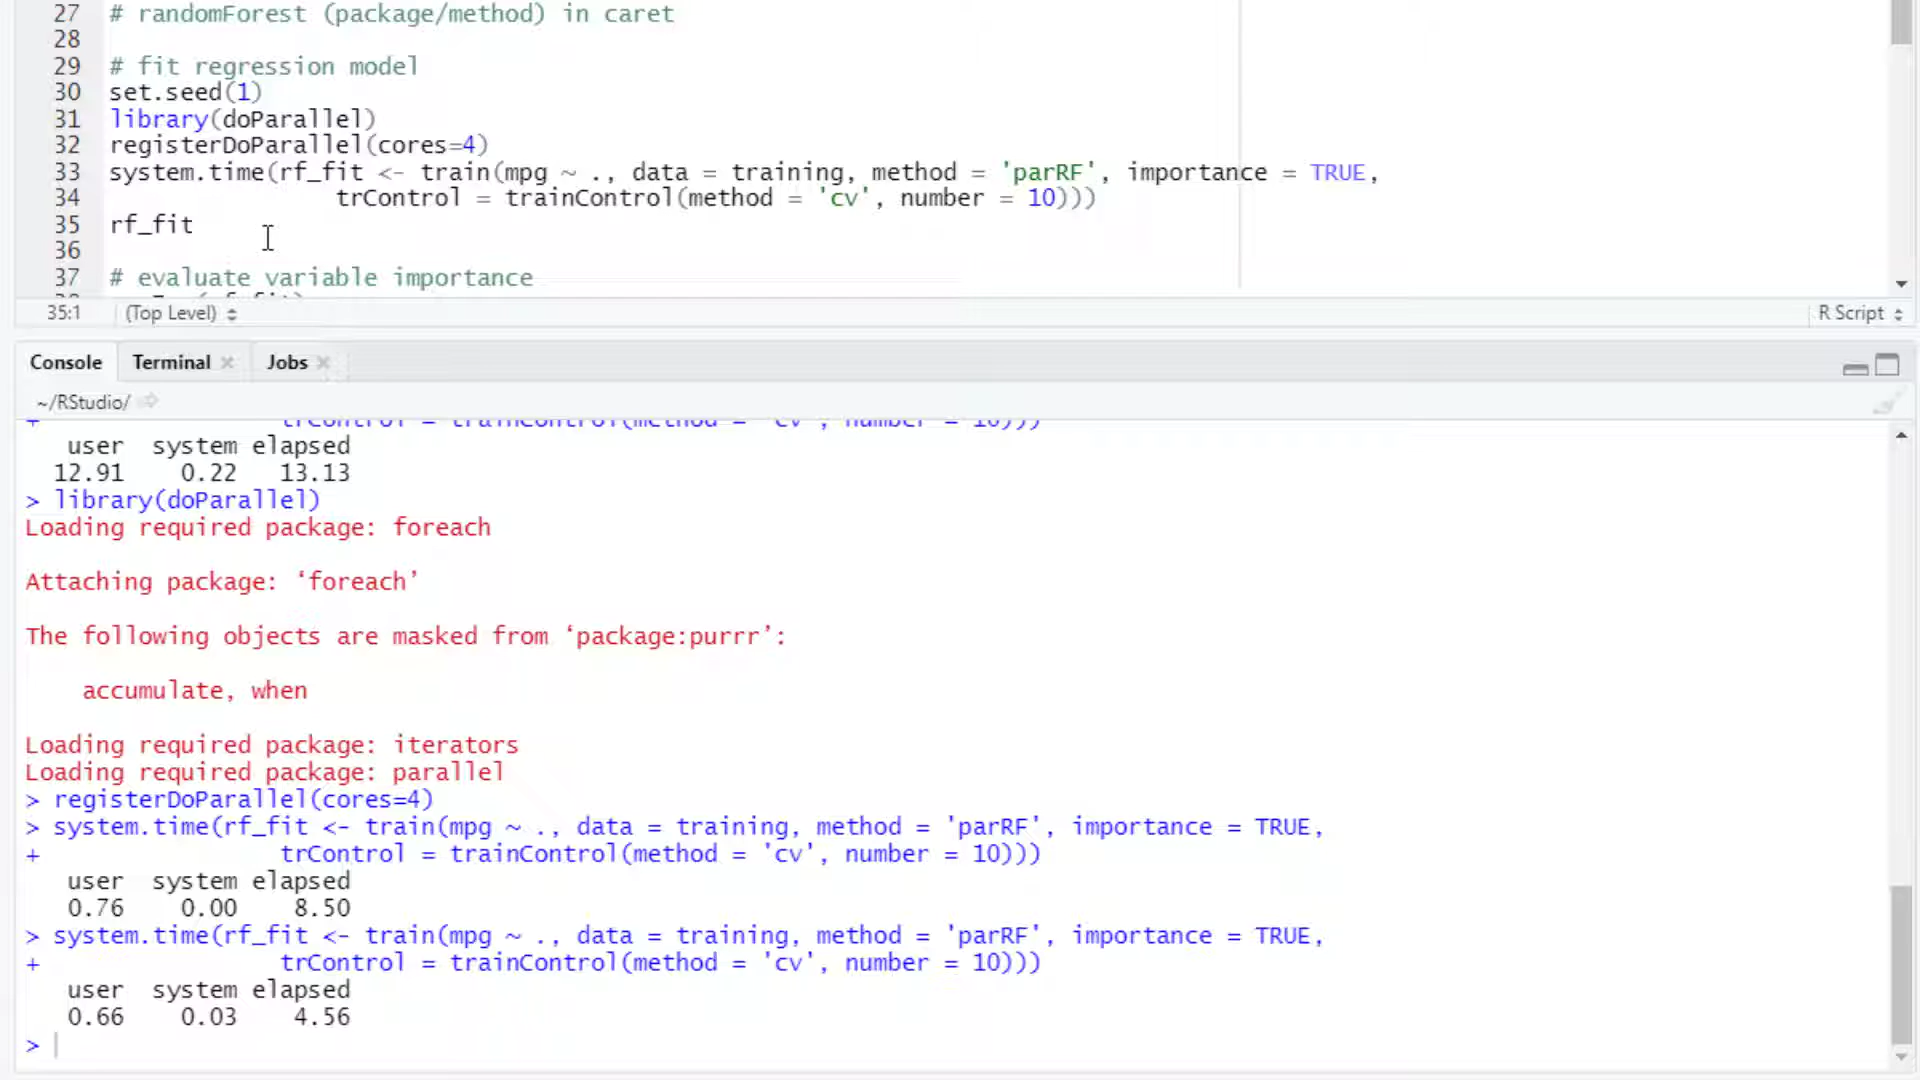 27 # randomForest (package/method) in caret
28
29 # fit regression model
30 set.seed(1)
31 library(doParallel)
32 registerDoParallel(cores=4)
33 system.time(rf_fit <- train(mpg ~ ., data = training, method = 'parRF', importance = TRUE,
34 trControl = trainControl(method = 'cv', number = 10)))
35 rf_fit
36
37 # evaluate variable importance
35:1 (Top Level) R Script
Console Terminal Jobs
~/RStudio/
+ trControl = trainControl(method = 'cv', number = 10)))
user system elapsed
12.91 0.22 13.13
> library(doParallel)
Loading required package: foreach
Attaching package: ‘foreach’
The following objects are masked from ‘package:purrr’:
accumulate, when
Loading required package: iterators
Loading required package: parallel
> registerDoParallel(cores=4)
> system.time(rf_fit <- train(mpg ~ ., data = training, method = 'parRF', importance = TRUE,
+ trControl = trainControl(method = 'cv', number = 10)))
user system elapsed
0.76 0.00 8.50
> system.time(rf_fit <- train(mpg ~ ., data = training, method = 'parRF', importance = TRUE,
+ trControl = trainControl(method = 'cv', number = 10)))
user system elapsed
0.66 0.03 4.56
>